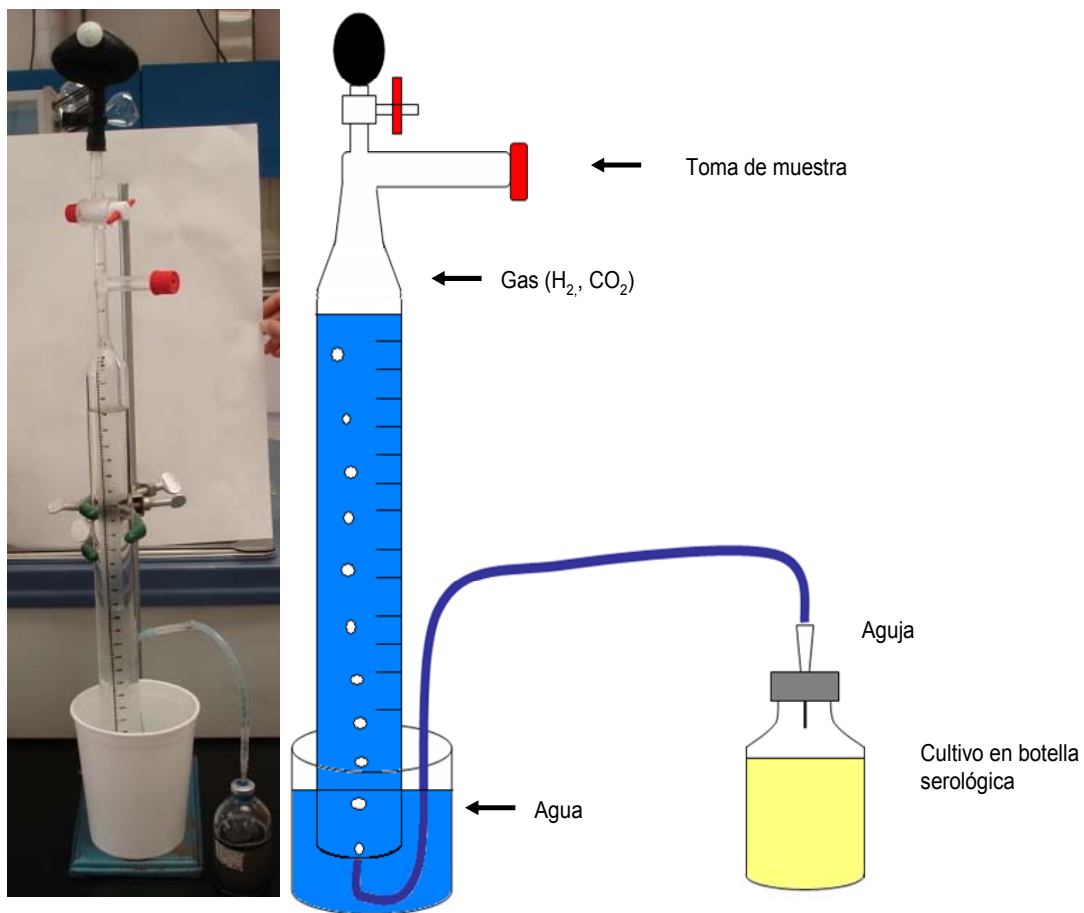 Toma de muestra
Gas (H₂,, CO₂)
Aguja
Cultivo en botella
serológica
Agua